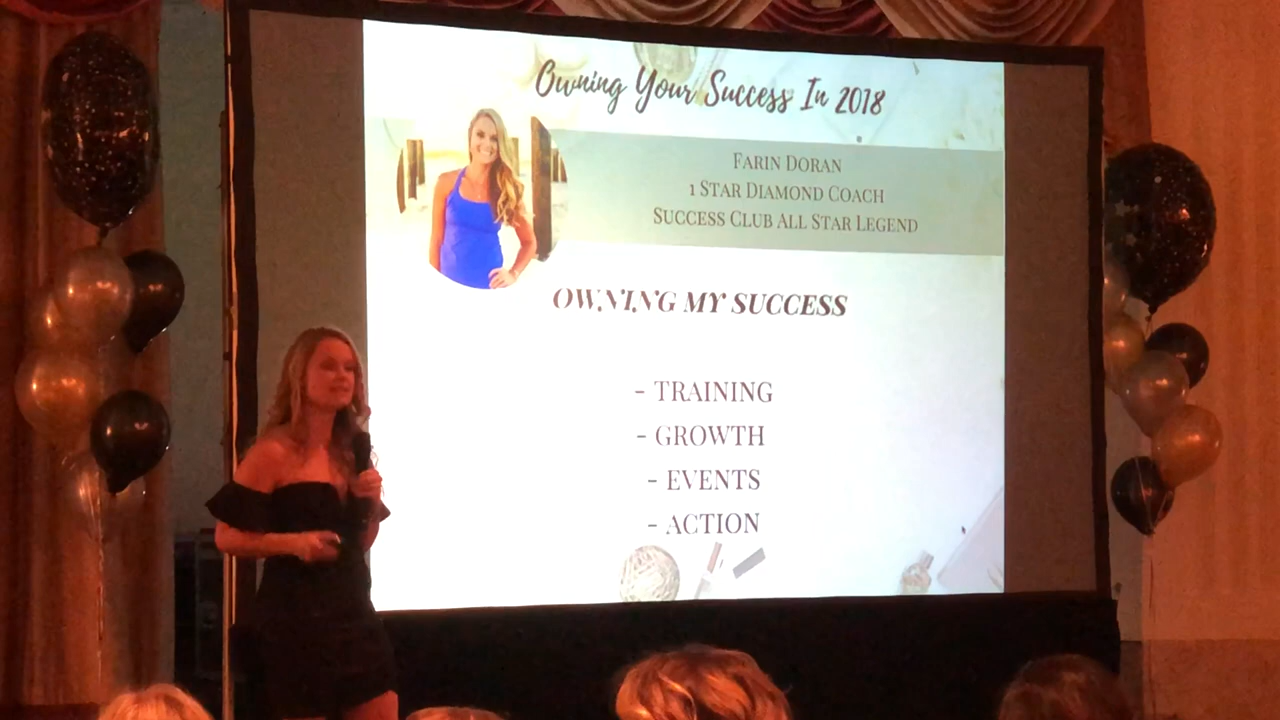 Owning Your Success In 2018
FARIN DORAN
1 STAR DIAMOND COACH
SUCCESS CLUB ALL STAR LEGEND
OWNING MY SUCCESS
- TRAINING
- GROWTH
- EVENTS
- ACTION